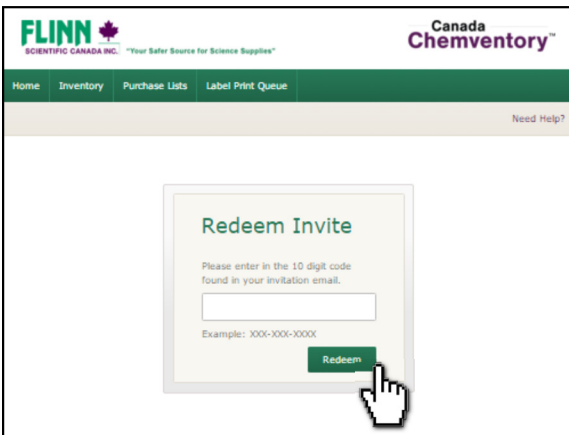 FLINN
SCIENTIFIC CANADA INC.
"Your Safer Source for Science Supplies"
Canada
Chemventory™
Home Inventory Purchase Lists Label Print Queue
Need Help?
Redeem Invite
Please enter in the 10 digit code
found in your invitation email.
Example: XXX-XXX-XXXX
Redeem